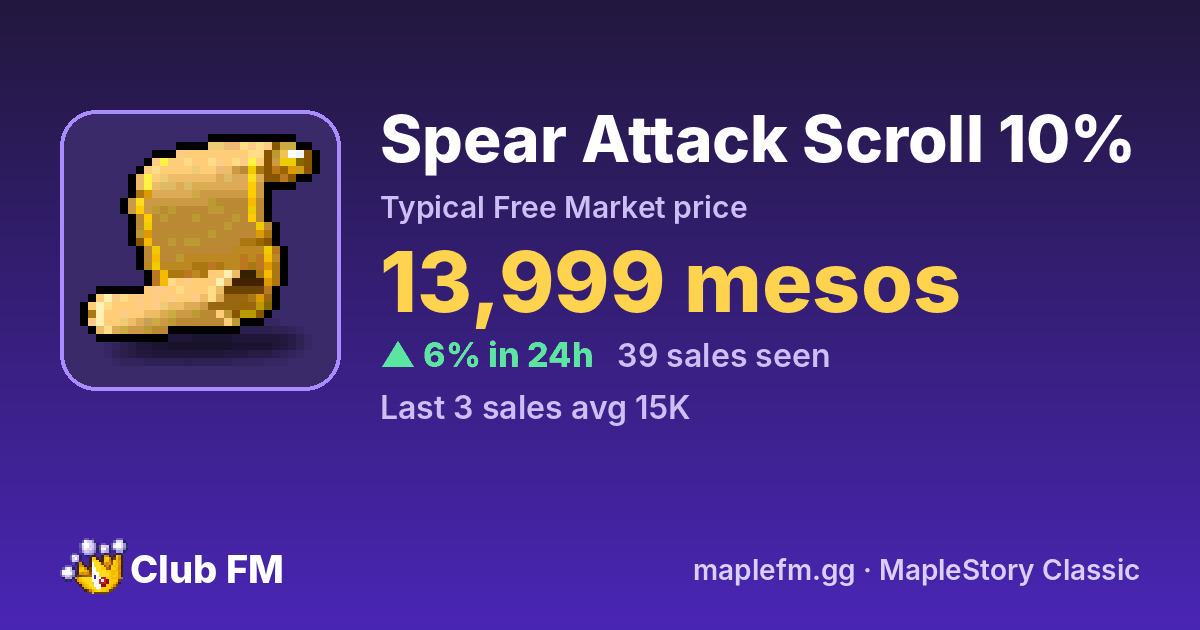 Spear Attack Scroll 10%
Typical Free Market price
13,999 mesos
▲ 6% in 24h 39 sales seen
Last 3 sales avg 15K
Club FM
maplefm.gg · MapleStory Classic